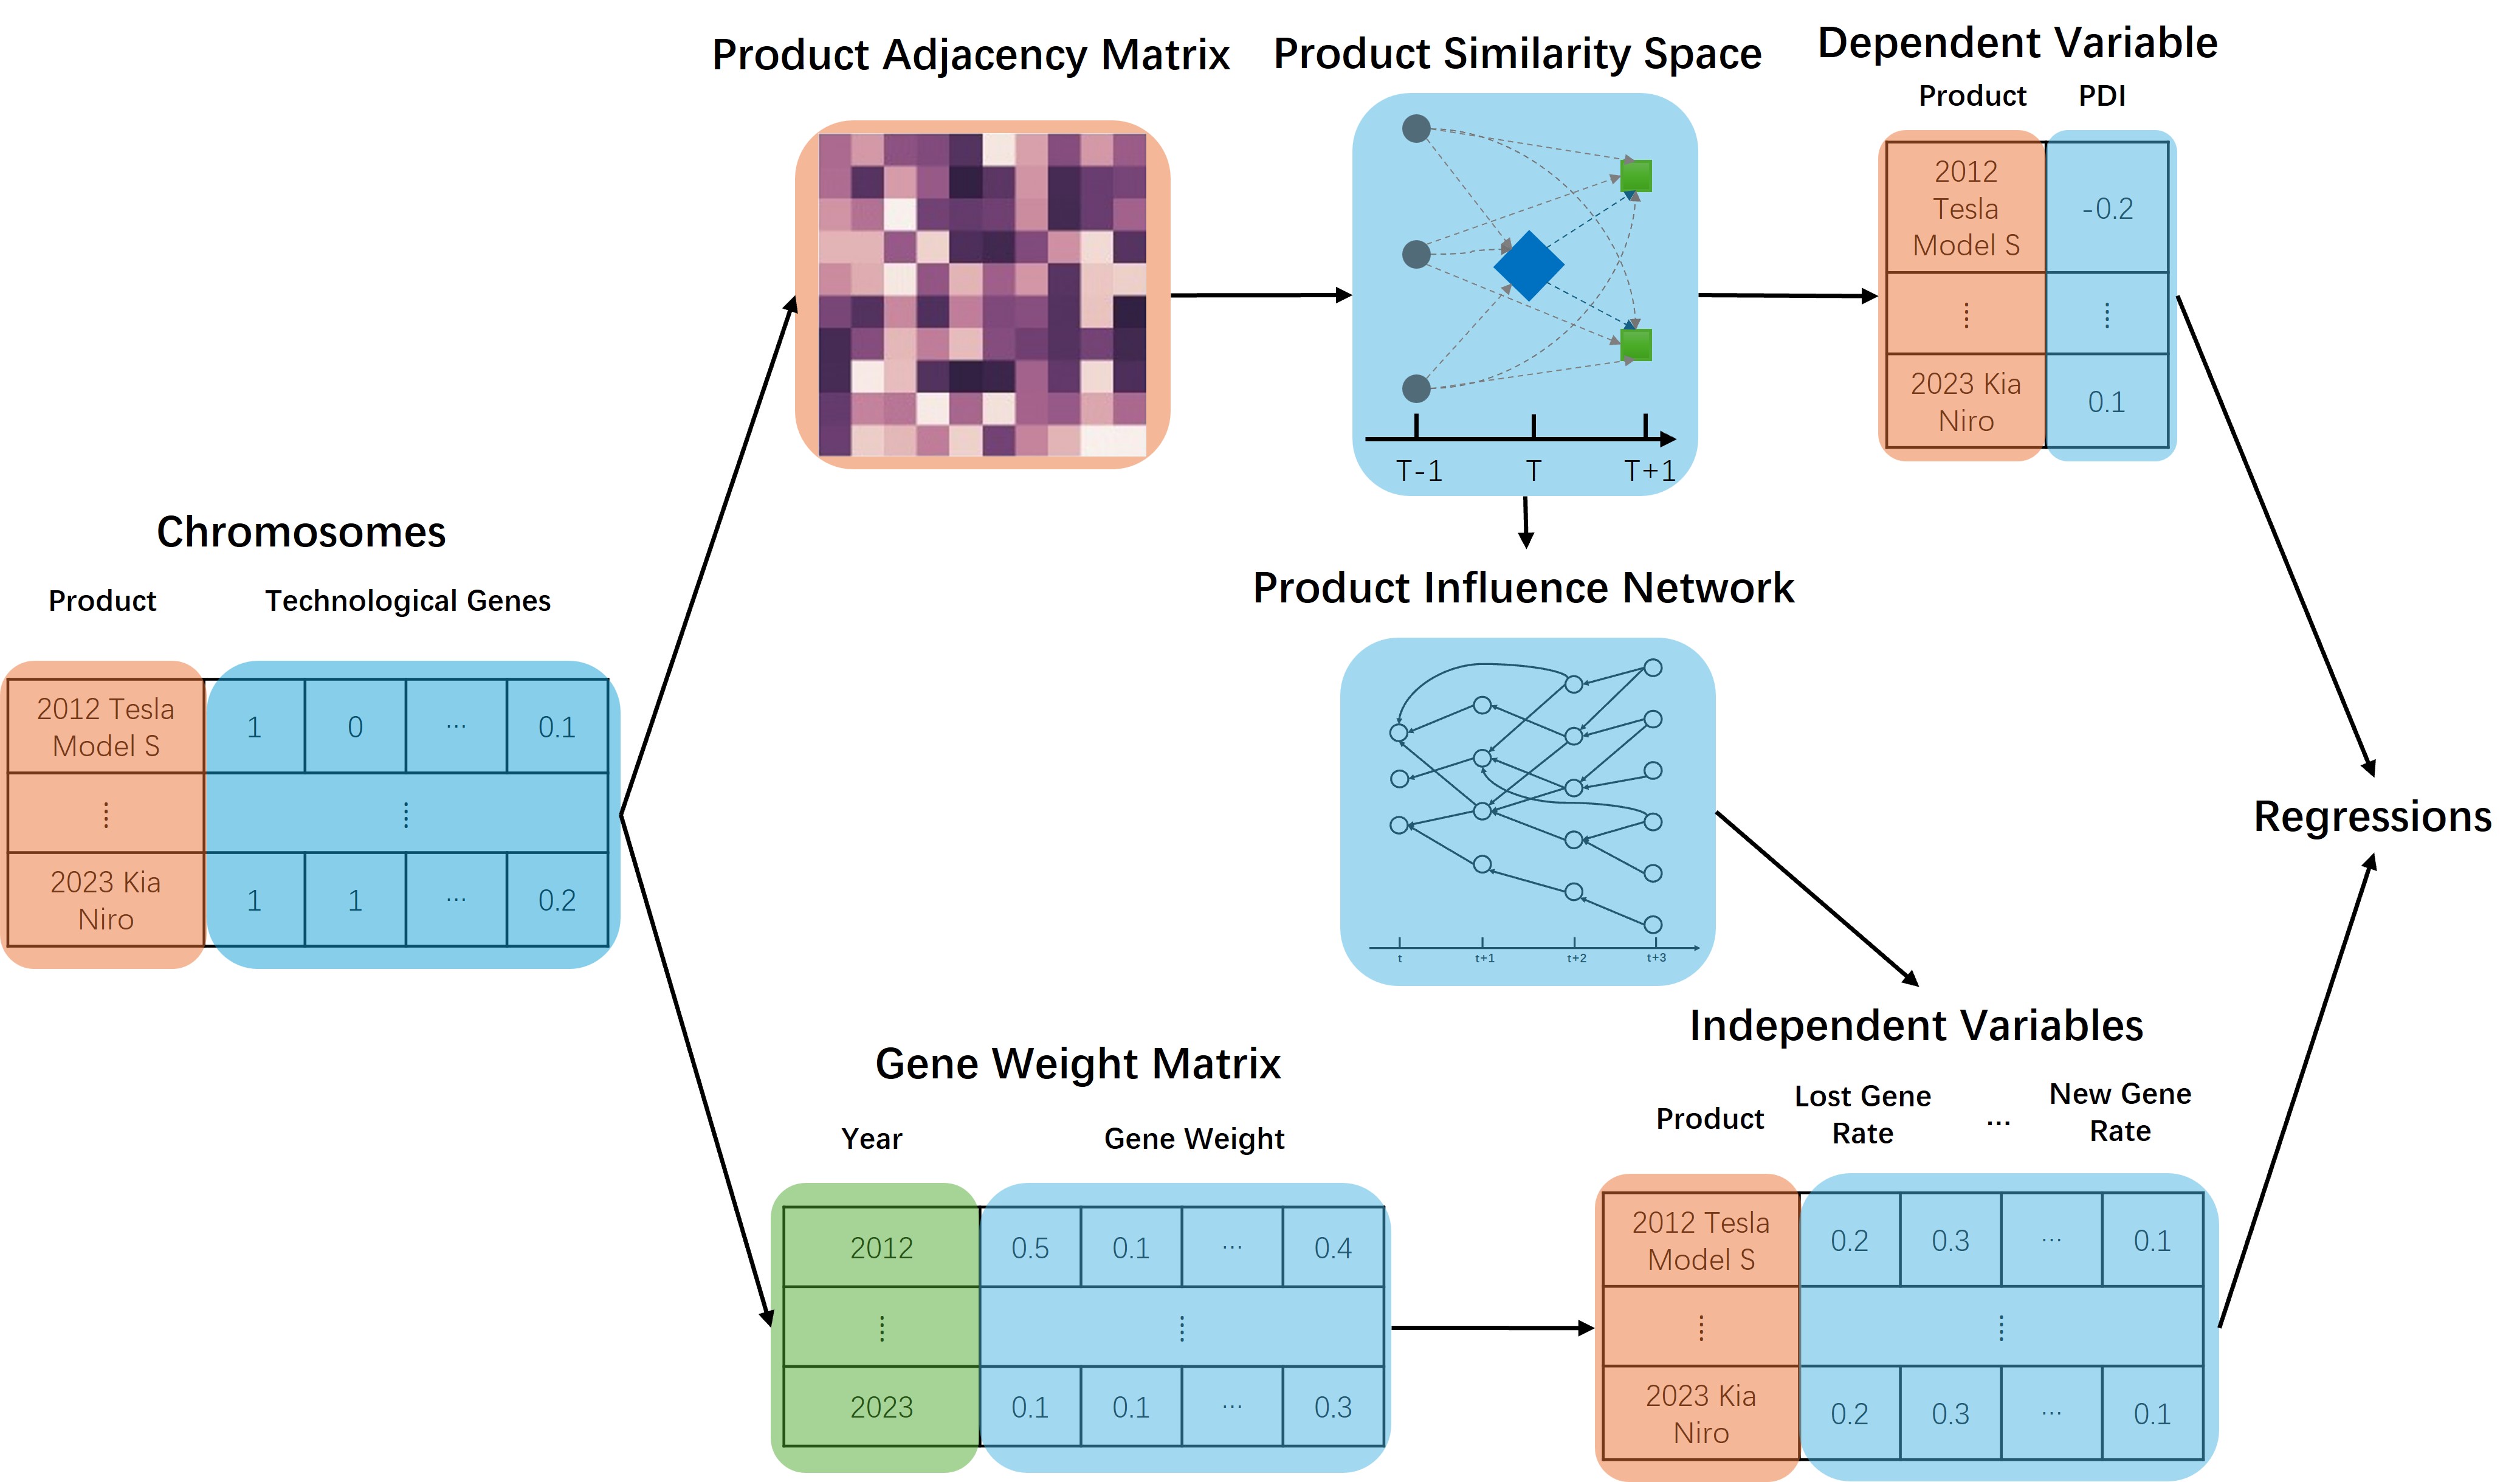 Product Adjacency Matrix
Product Similarity Space
Dependent Variable
Product PDI
2012
Tesla
Model S
-0.2
⋮ ⋮
2023 Kia
Niro
0.1
T-1 T T+1
Chromosomes
Product Technological Genes
2012 Tesla
Model S
1 0 ... 0.1
⋮ ⋮
2023 Kia
Niro
1 1 ... 0.2
Product Influence Network
t t+1 t+2 t+3
Regressions
Gene Weight Matrix
Year Gene Weight
2012 0.5 0.1 ... 0.4
⋮ ⋮
2023 0.1 0.1 ... 0.3
Independent Variables
Product
Lost Gene
Rate
...
New Gene
Rate
2012 Tesla
Model S
0.2 0.3 ... 0.1
⋮ ⋮
2023 Kia
Niro
0.2 0.3 ... 0.1